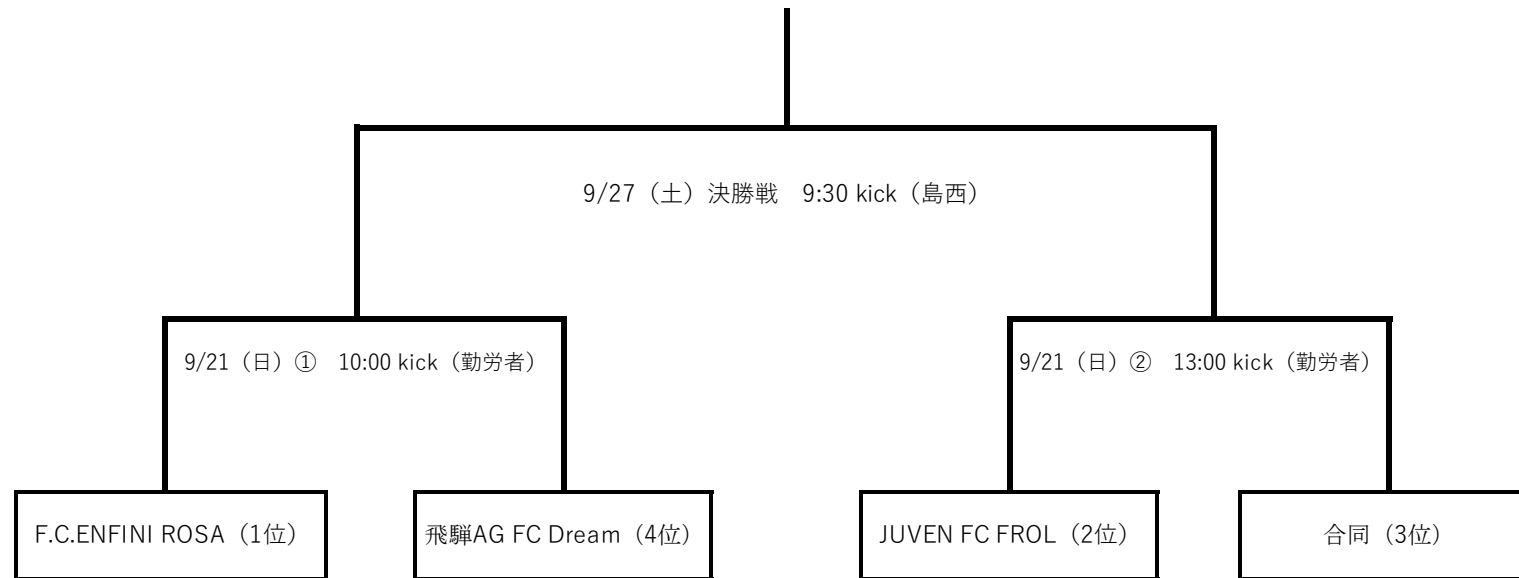 9/27（土）決勝戦　9:30 kick（島西）
9/21（日）①　10:00 kick（勤労者）
9/21（日）②　13:00 kick（勤労者）
F.C.ENFINI ROSA（1位）
飛騨AG FC Dream（4位）
JUVEN FC FROL（2位）
合同（3位）